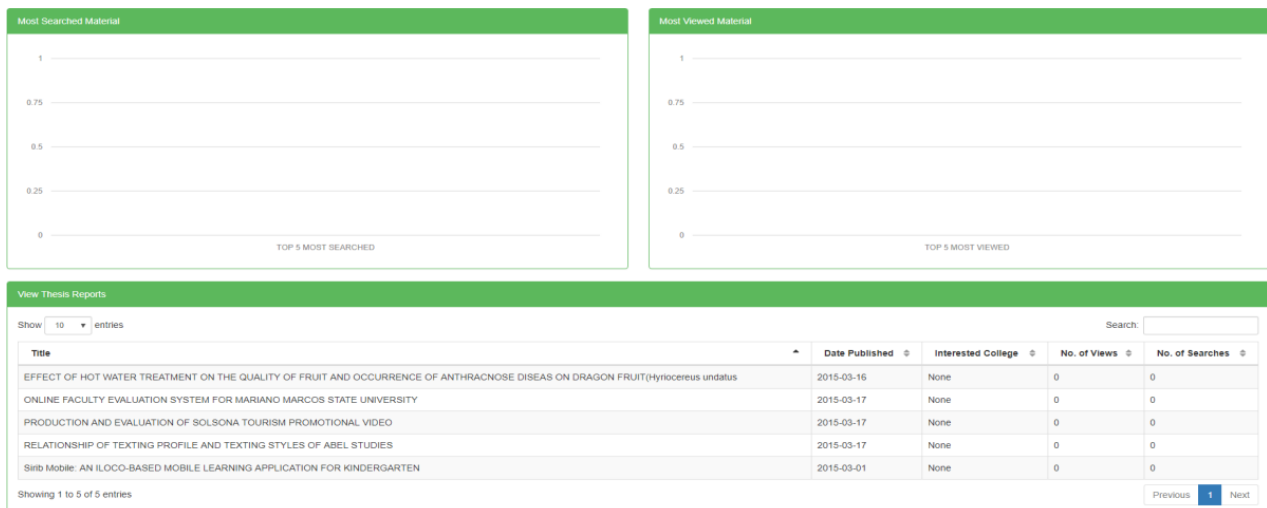 Most Searched Material
1
0.75
0.5
0.25
0
TOP 5 MOST SEARCHED
Most Viewed Material
1
0.75
0.5
0.25
0
TOP 5 MOST VIEWED
View Thesis Reports
Show 10 entries Search:
Title Date Published Interested College No. of Views No. of Searches
EFFECT OF HOT WATER TREATMENT ON THE QUALITY OF FRUIT AND OCCURRENCE OF ANTHRACNOSE DISEAS ON DRAGON FRUIT(Hyriocereus undatus 2015-03-16 None 0 0
ONLINE FACULTY EVALUATION SYSTEM FOR MARIANO MARCOS STATE UNIVERSITY 2015-03-17 None 0 0
PRODUCTION AND EVALUATION OF SOLSONA TOURISM PROMOTIONAL VIDEO 2015-03-17 None 0 0
RELATIONSHIP OF TEXTING PROFILE AND TEXTING STYLES OF ABEL STUDIES 2015-03-17 None 0 0
Sirib Mobile: AN ILOCO-BASED MOBILE LEARNING APPLICATION FOR KINDERGARTEN 2015-03-01 None 0 0
Showing 1 to 5 of 5 entries Previous 1 Next